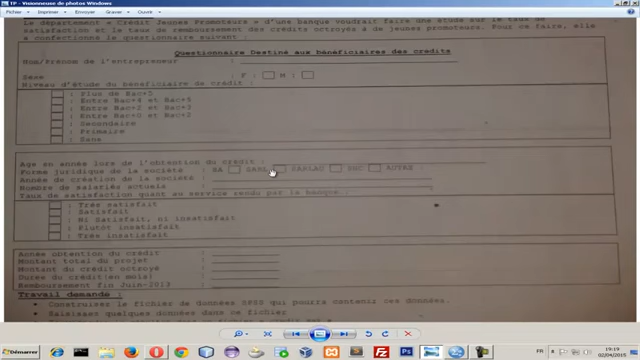 TP - Visionneuse de photos Windows
Fichier Imprimer Envoyer Graver Ouvrir
Le département « Crédit Jeunes Promoteurs » d'une banque voudrait faire une étude sur le taux de
satisfaction et le taux de remboursement des crédits octroyés à de jeunes promoteurs. Pour ce faire, elle
a confectionné le questionnaire suivant
Questionnaire Destiné aux bénéficiaires des crédits
Nom/Prénom de l'entrepreneur :
Sexe F : M :
Niveau d'étude du bénéficiaire de crédit :
: Plus de Bac+5
: Entre Bac+4 et Bac+5
: Entre Bac+2 et Bac+3
: Entre Bac+0 et Bac+2
: Secondaire
: Primaire
: Sans
Age en année lors de l'obtention du crédit :
Forme juridique de la société : SA SARL SARLAC SNC AUTRE
Année de création de la société :
Nombre de salariés actuels :
Taux de satisfaction quant au service rendu par la banque
: Très satisfait
: Satisfait
: Ni Satisfait, ni insatisfait
: Plutôt insatisfait
: Très insatisfait
Année obtention du crédit :
Montant total du projet :
Montant du crédit octroyé :
Durée du crédit(en mois) :
Remboursement fin Juin-2013 :
Travail demandé :
• Construisez le fichier de données SPSS qui pourra contenir ces données.
• Saisissez quelques données dans ce fichier
Démarrer
FR
19:19
02/04/2015